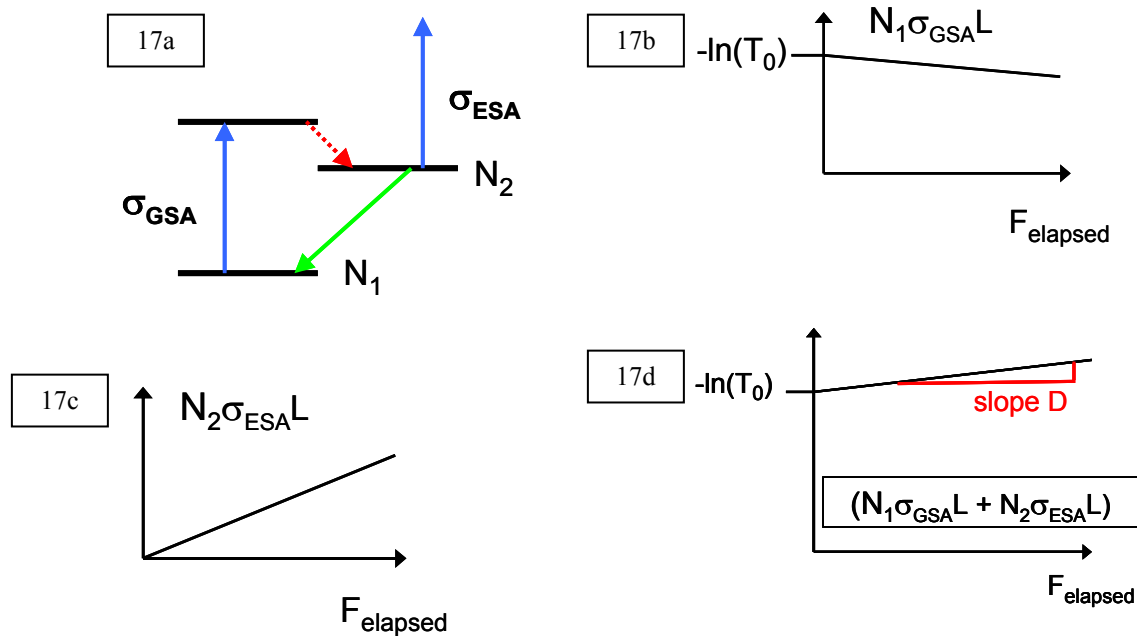 17a
σESA
N2
σGSA
N1
17b
N1σGSAL
-ln(T0)
Felapsed
17c
N2σESAL
Felapsed
17d
-ln(T0)
slope D
(N1σGSAL + N2σESAL)
Felapsed